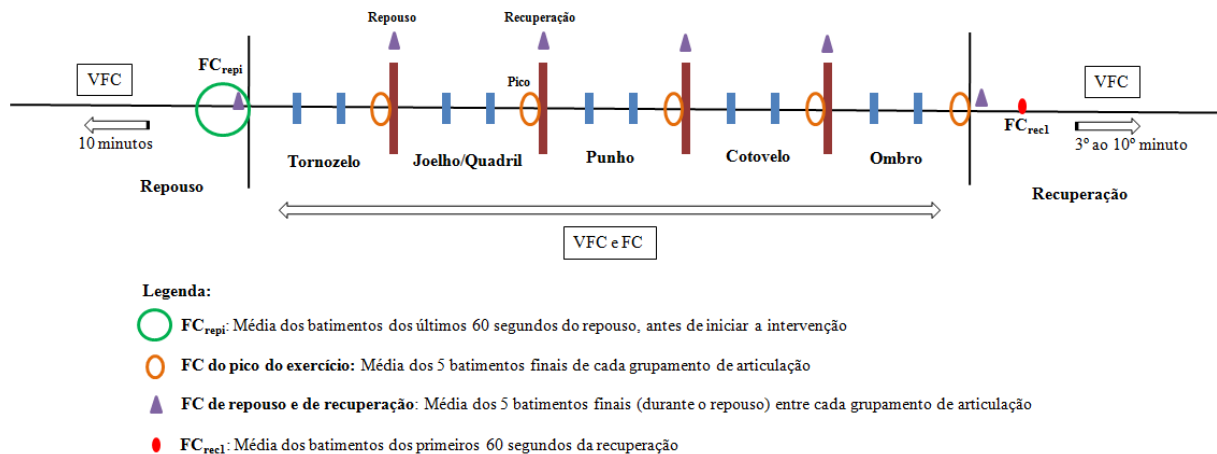 Repouso
Recuperação
VFC
FCrepi
Pico
VFC
10 minutos
FCrec1
3º ao 10º minuto
Tornozelo
Joelho/Quadril
Punho
Cotovelo
Ombro
Repouso
Recuperação
VFC e FC
Legenda:
FCrepi: Média dos batimentos dos últimos 60 segundos do repouso, antes de iniciar a intervenção
FC do pico do exercício: Média dos 5 batimentos finais de cada grupamento de articulação
FC de repouso e de recuperação: Média dos 5 batimentos finais (durante o repouso) entre cada grupamento de articulação
FCrec1: Média dos batimentos dos primeiros 60 segundos da recuperação